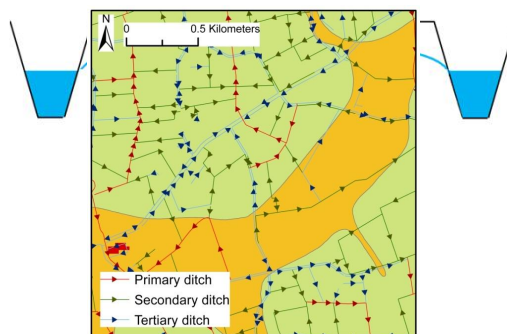 N
0 0.5 Kilometers
Primary ditch
Secondary ditch
Tertiary ditch